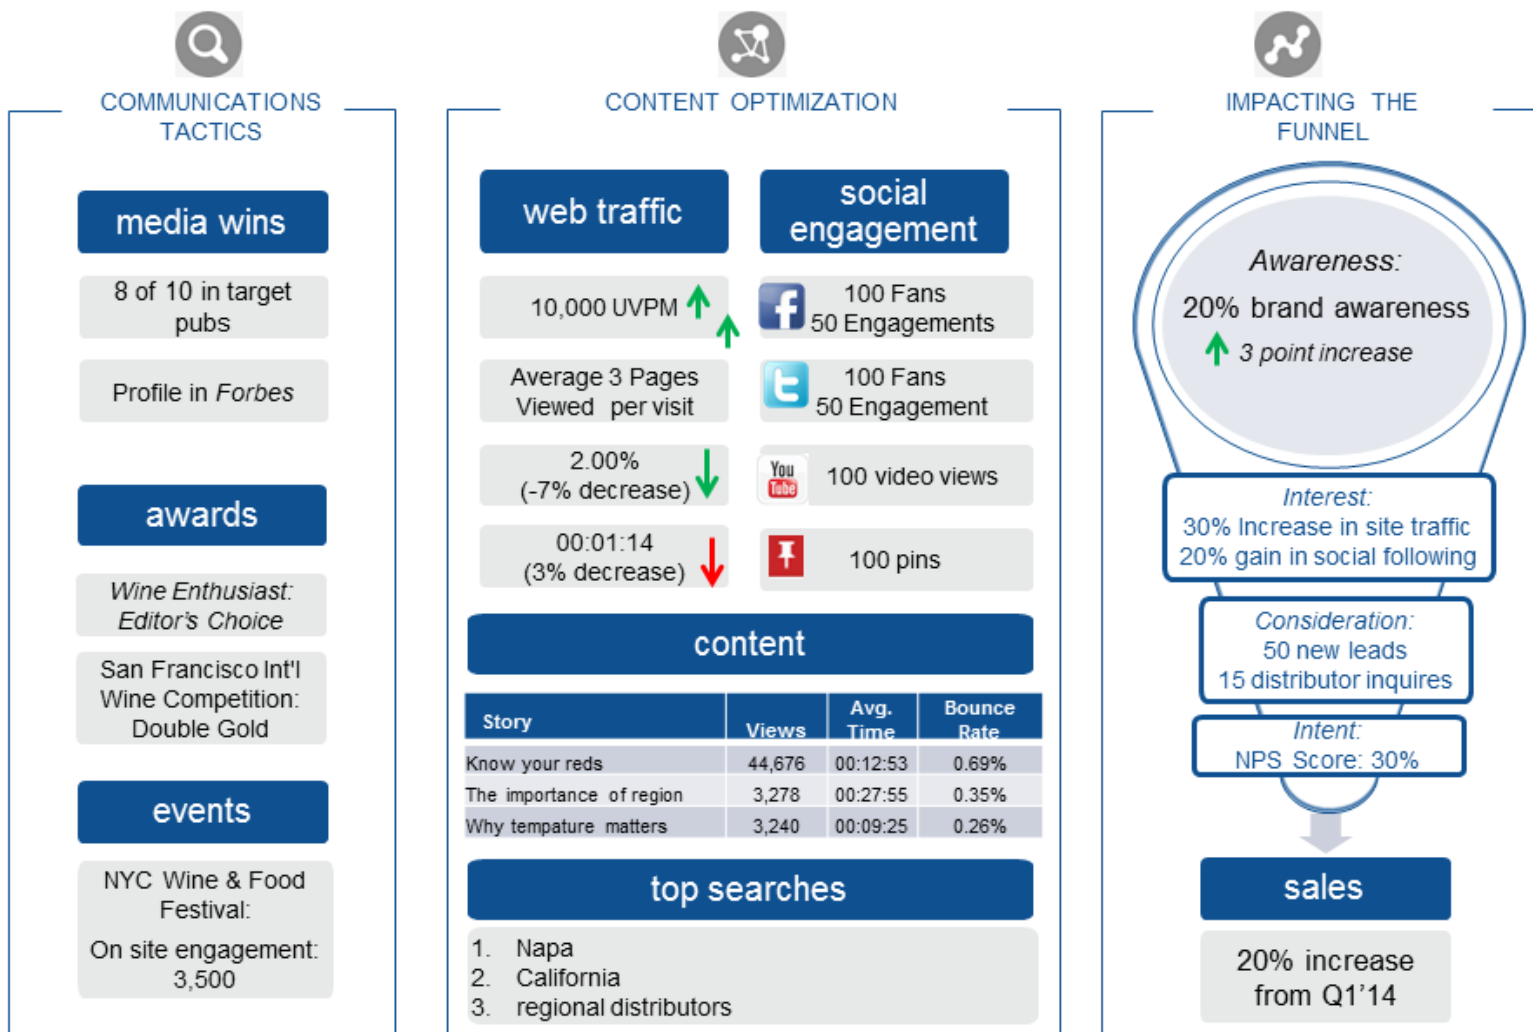 COMMUNICATIONS
TACTICS
media wins
8 of 10 in target
pubs
Profile in Forbes
awards
Wine Enthusiast:
Editor's Choice
San Francisco Int'l
Wine Competition:
Double Gold
events
NYC Wine & Food
Festival:
On site engagement:
3,500
CONTENT OPTIMIZATION
web traffic
10,000 UVPM
Average 3 Pages
Viewed per visit
2.00%
(-7% decrease)
00:01:14
(3% decrease)
social
engagement
f
100 Fans
50 Engagements
t
100 Fans
50 Engagement
You
Tube
100 video views
100 pins
content
Story Views Avg. Time Bounce Rate
Know your reds 44,676 00:12:53 0.69%
The importance of region 3,278 00:27:55 0.35%
Why tempature matters 3,240 00:09:25 0.26%
top searches
1. Napa
2. California
3. regional distributors
IMPACTING THE
FUNNEL
Awareness:
20% brand awareness
3 point increase
Interest:
30% Increase in site traffic
20% gain in social following
Consideration:
50 new leads
15 distributor inquires
Intent:
NPS Score: 30%
sales
20% increase
from Q1'14